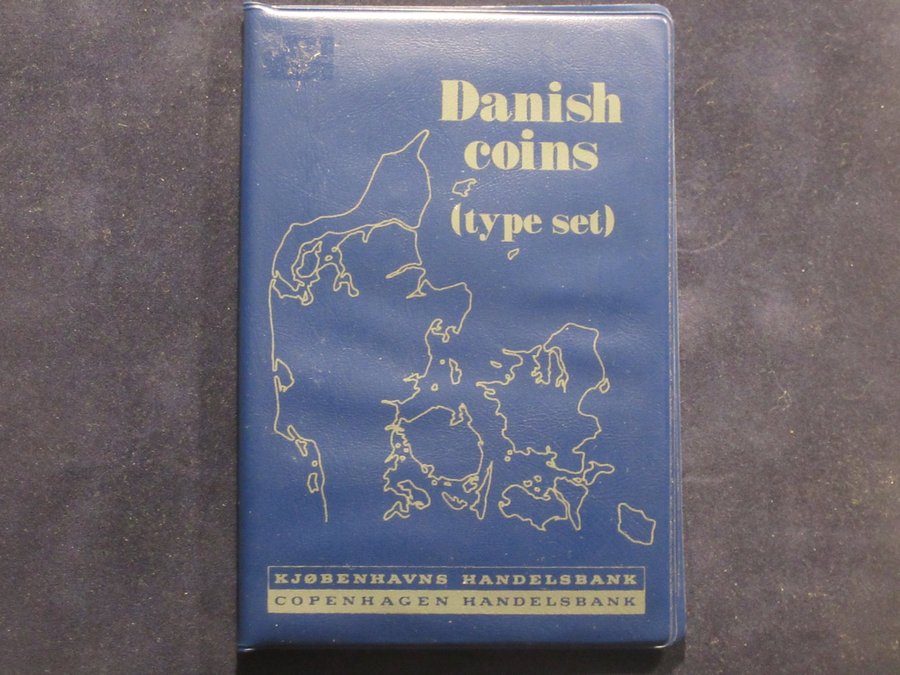 Danish
coins
(type set)
KJØBENHAVNS HANDELSBANK
COPENHAGEN HANDELSBANK